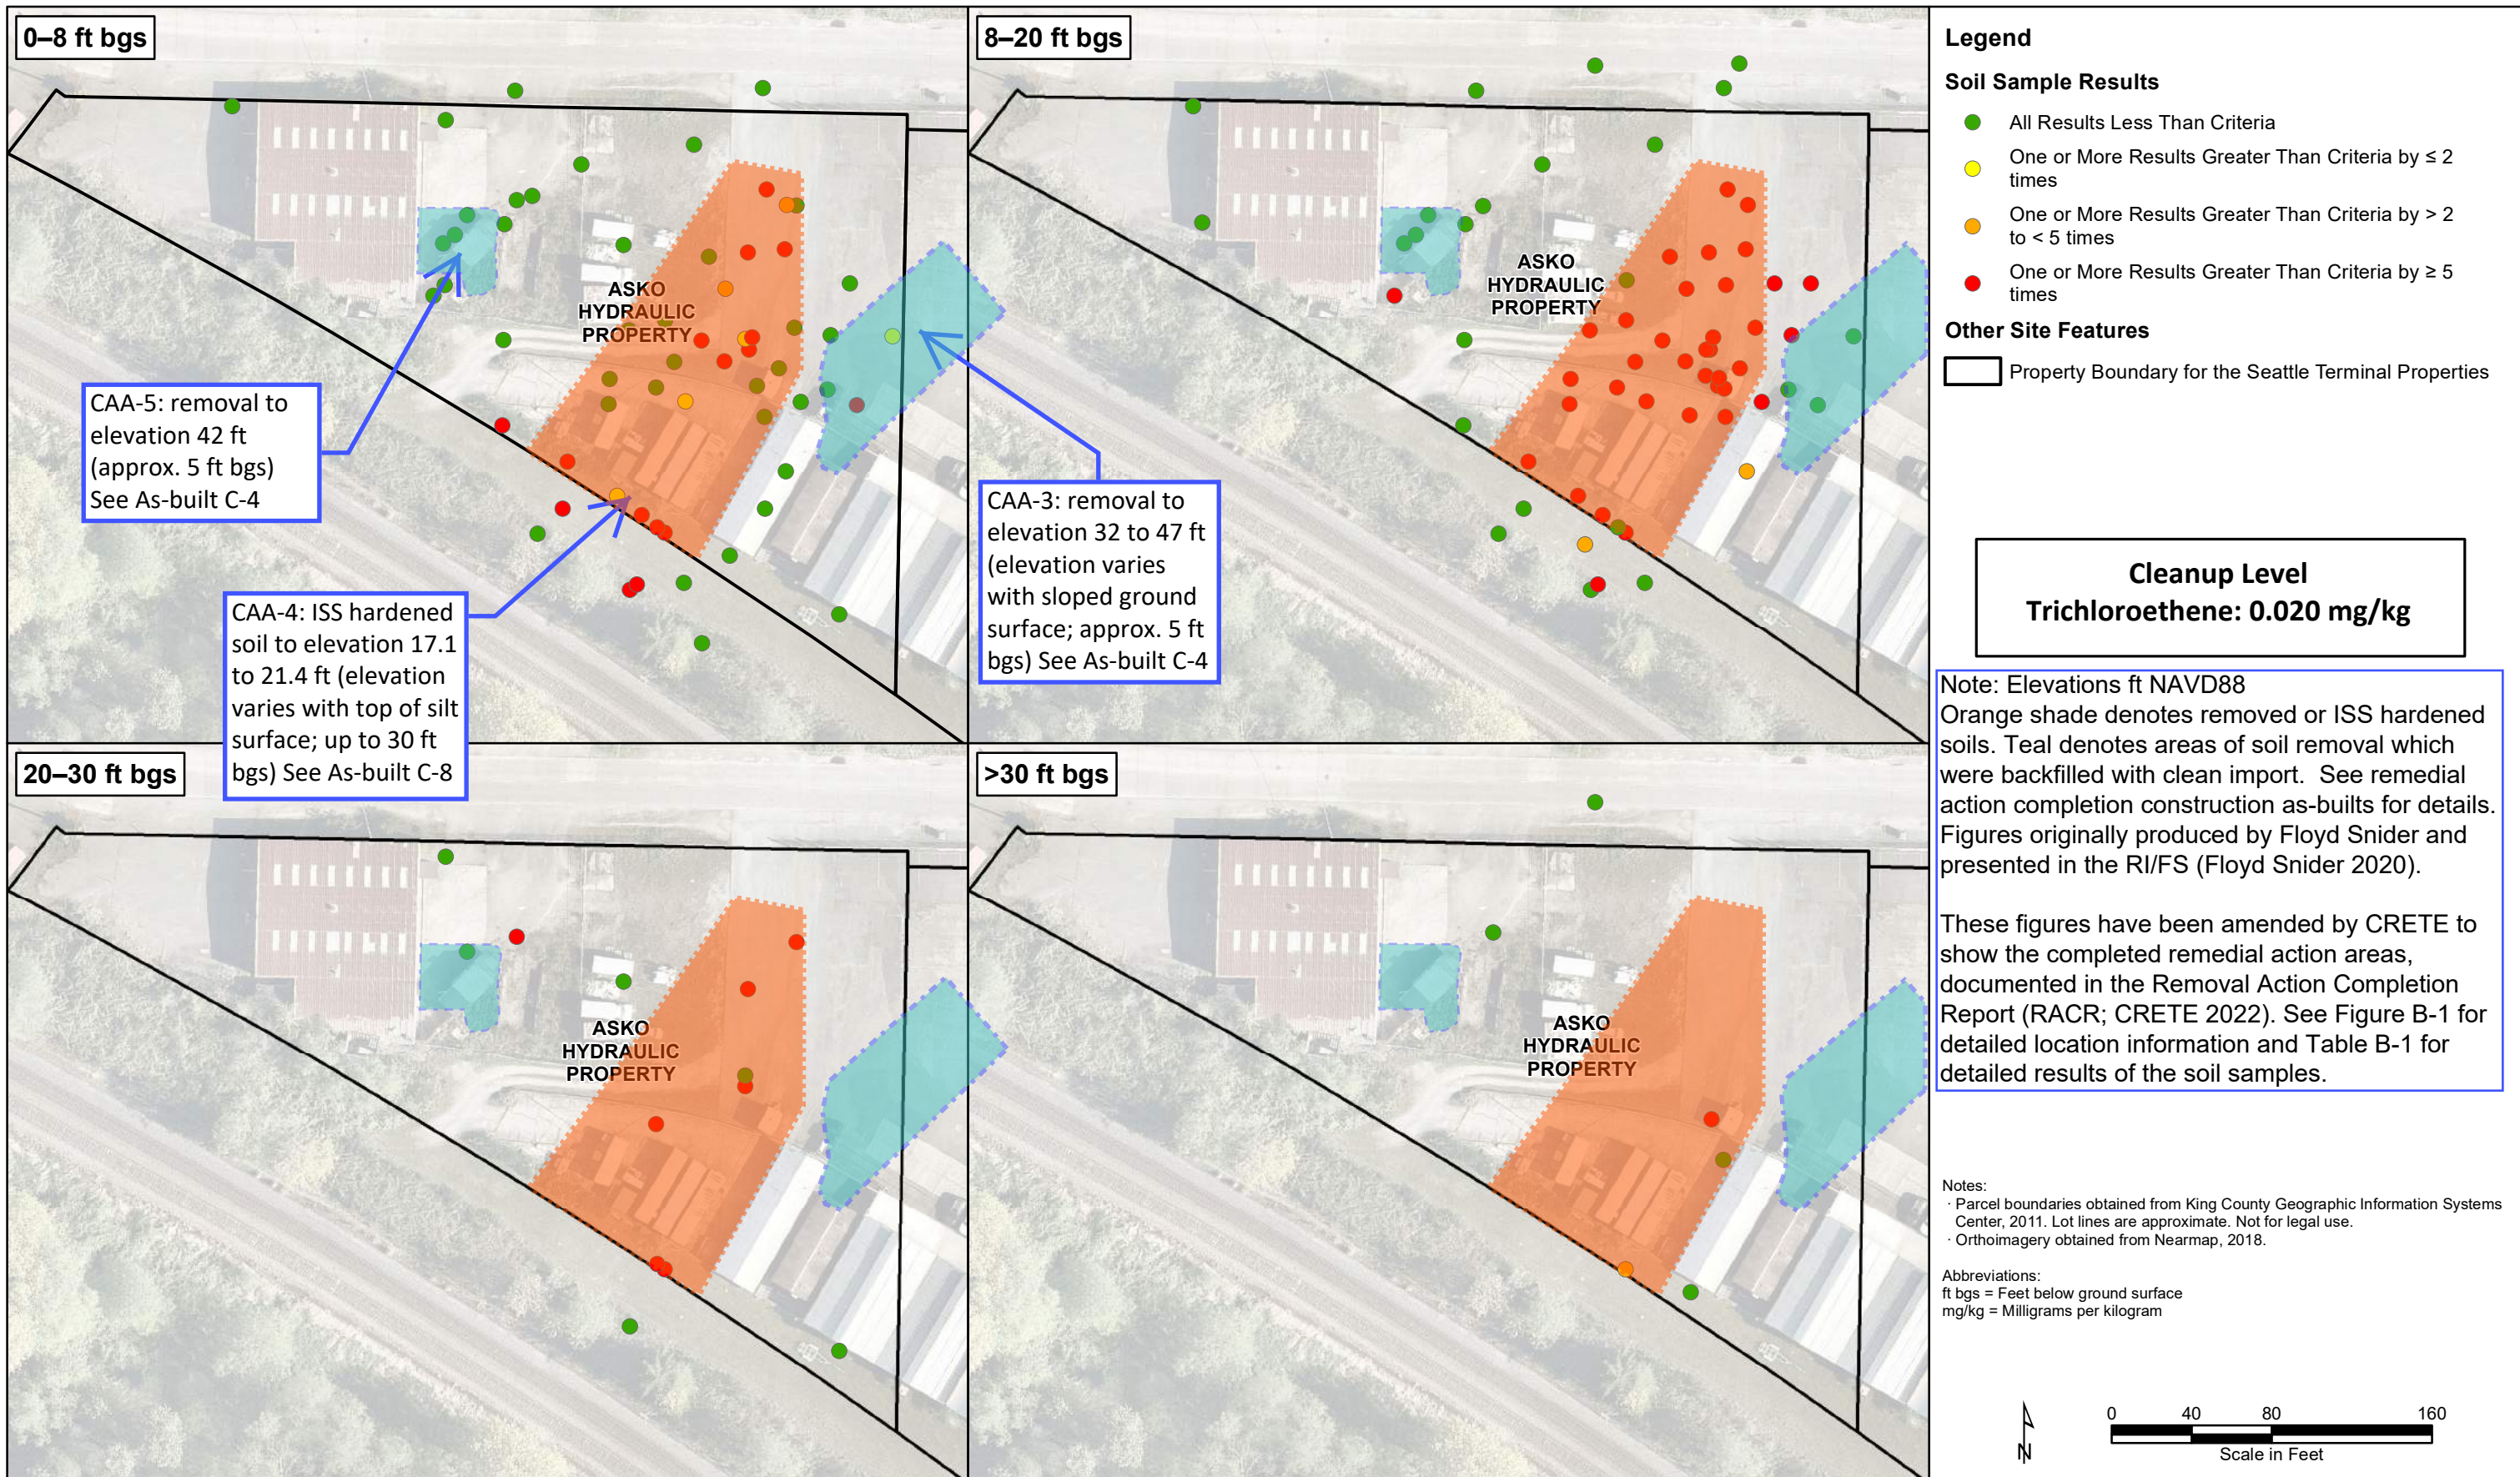 0–8 ft bgs
ASKO
HYDRAULIC
PROPERTY
CAA-5: removal to
elevation 42 ft
(approx. 5 ft bgs)
See As-built C-4
CAA-4: ISS hardened
soil to elevation 17.1
to 21.4 ft (elevation
varies with top of silt
surface; up to 30 ft
bgs) See As-built C-8
8–20 ft bgs
ASKO
HYDRAULIC
PROPERTY
CAA-3: removal to
elevation 32 to 47 ft
(elevation varies
with sloped ground
surface; approx. 5 ft
bgs) See As-built C-4
20–30 ft bgs
ASKO
HYDRAULIC
PROPERTY
>30 ft bgs
ASKO
HYDRAULIC
PROPERTY
Legend
Soil Sample Results
All Results Less Than Criteria
One or More Results Greater Than Criteria by ≤ 2
times
One or More Results Greater Than Criteria by > 2
to < 5 times
One or More Results Greater Than Criteria by ≥ 5
times
Other Site Features
Property Boundary for the Seattle Terminal Properties
Cleanup Level
Trichloroethene: 0.020 mg/kg
Note: Elevations ft NAVD88
Orange shade denotes removed or ISS hardened
soils. Teal denotes areas of soil removal which
were backfilled with clean import. See remedial
action completion construction as-builts for details.
Figures originally produced by Floyd Snider and
presented in the RI/FS (Floyd Snider 2020).
These figures have been amended by CRETE to
show the completed remedial action areas,
documented in the Removal Action Completion
Report (RACR; CRETE 2022). See Figure B-1 for
detailed location information and Table B-1 for
detailed results of the soil samples.
Notes:
· Parcel boundaries obtained from King County Geographic Information Systems
Center, 2011. Lot lines are approximate. Not for legal use.
· Orthoimagery obtained from Nearmap, 2018.
Abbreviations:
ft bgs = Feet below ground surface
mg/kg = Milligrams per kilogram
N
0 40 80 160
Scale in Feet